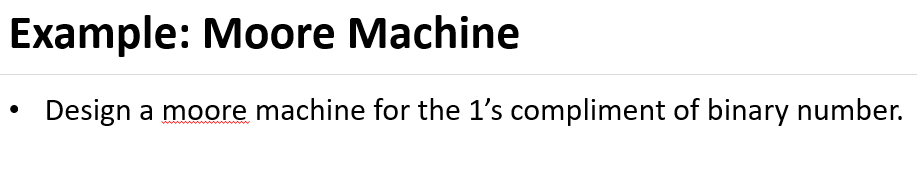 Example: Moore Machine
• Design a moore machine for the 1’s compliment of binary number.